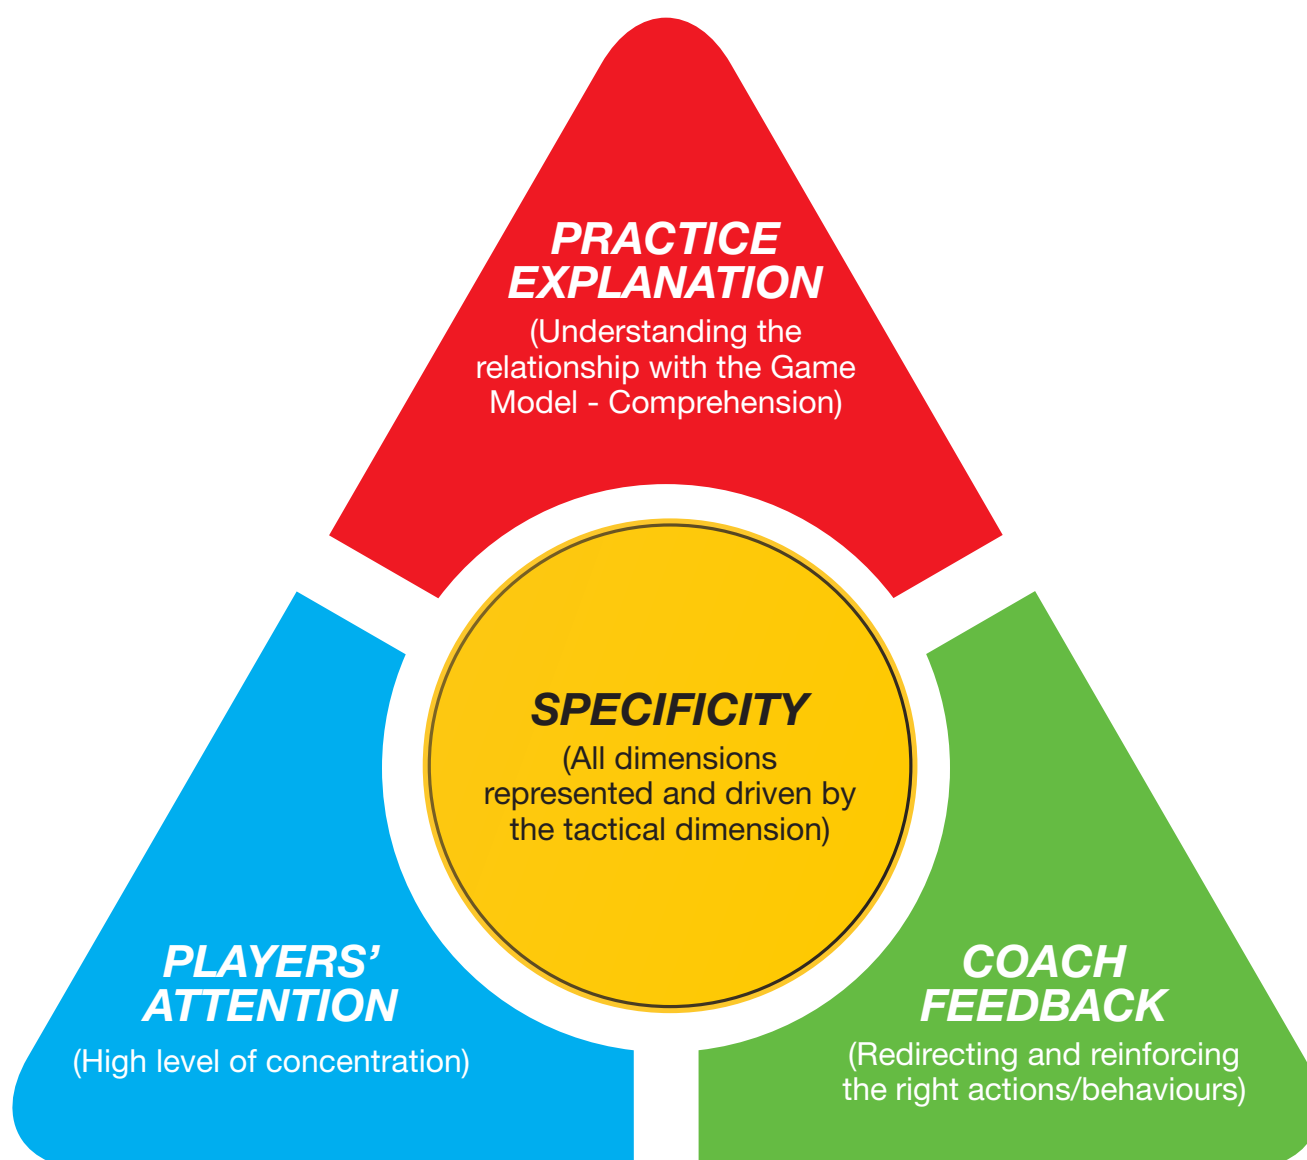 PRACTICE
EXPLANATION
(Understanding the
relationship with the Game
Model - Comprehension)
SPECIFICITY
(All dimensions
represented and driven by
the tactical dimension)
PLAYERS’
ATTENTION
(High level of concentration)
COACH
FEEDBACK
(Redirecting and reinforcing
the right actions/behaviours)